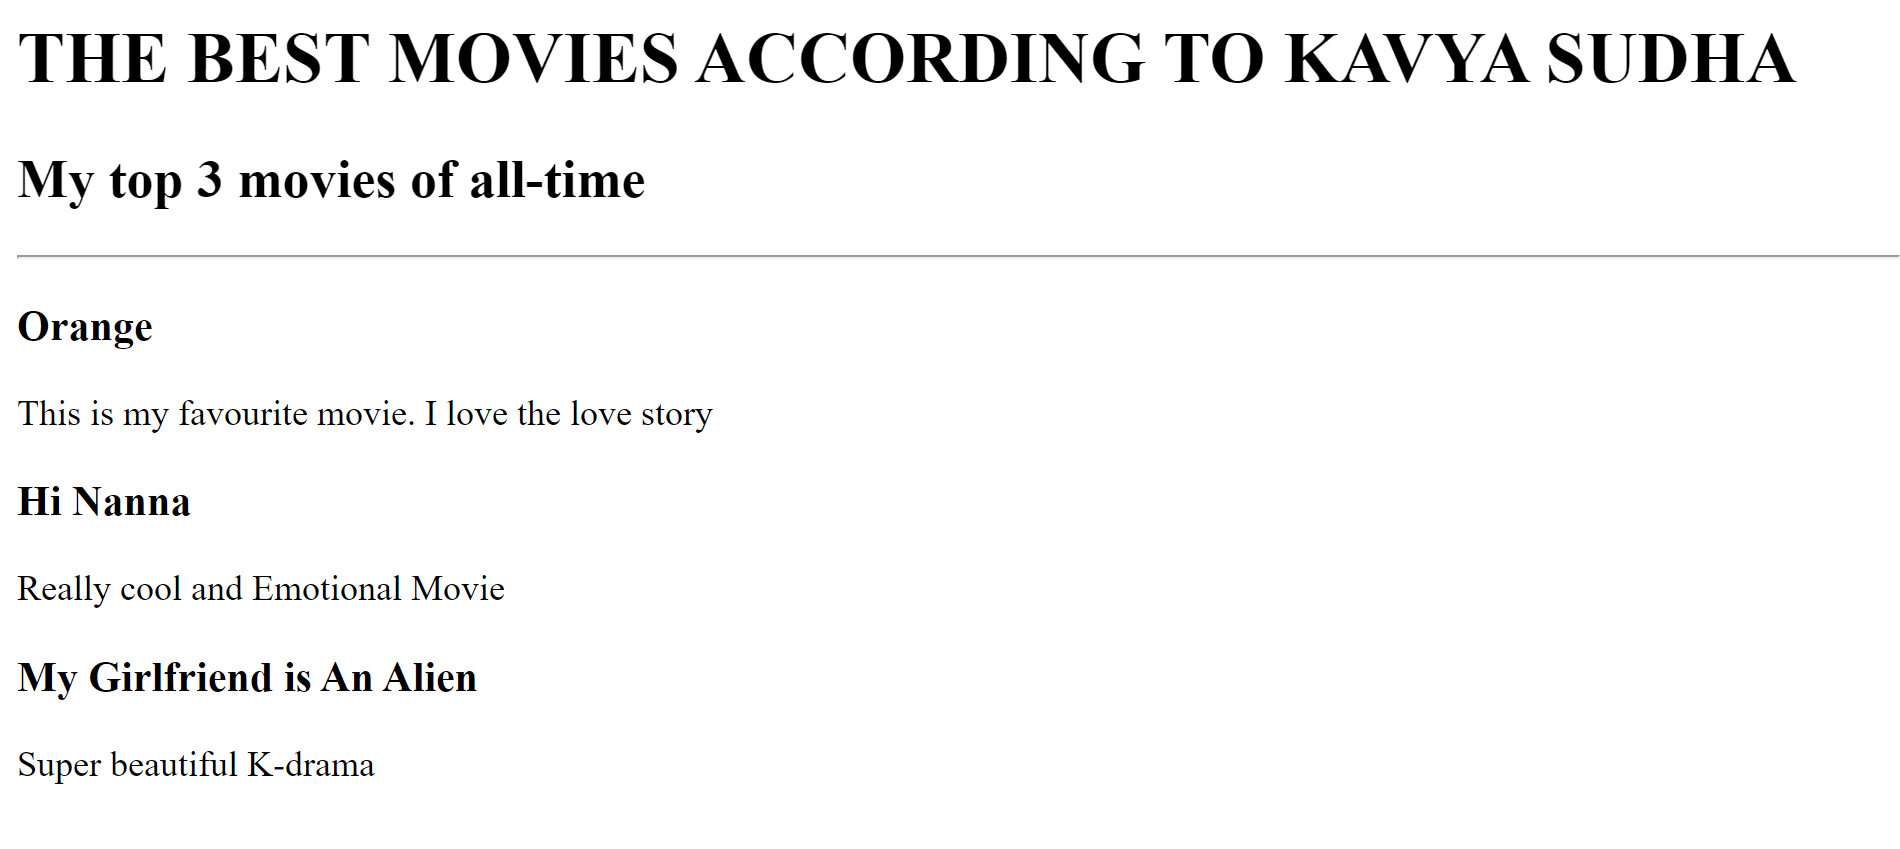 THE BEST MOVIES ACCORDING TO KAVYA SUDHA
My top 3 movies of all-time
Orange
This is my favourite movie. I love the love story
Hi Nanna
Really cool and Emotional Movie
My Girlfriend is An Alien
Super beautiful K-drama